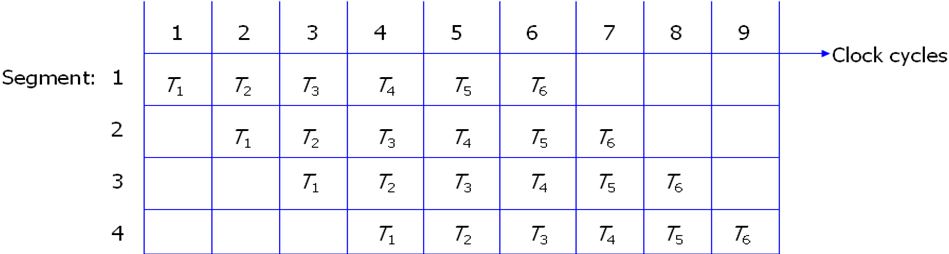 1 2 3 4 5 6 7 8 9
Clock cycles
Segment: 1 T1 T2 T3 T4 T5 T6
2 T1 T2 T3 T4 T5 T6
3 T1 T2 T3 T4 T5 T6
4 T1 T2 T3 T4 T5 T6